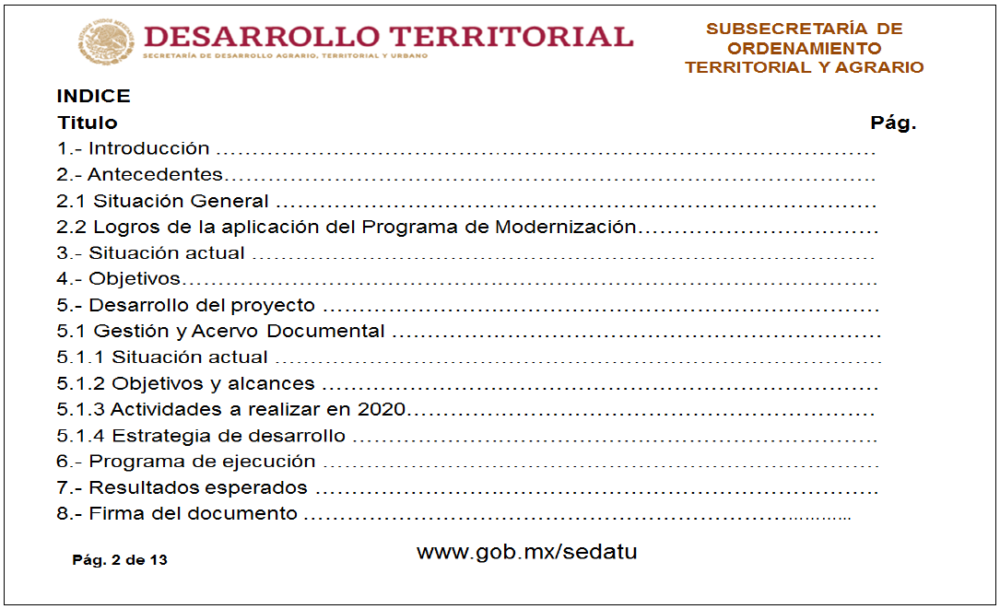 DESARROLLO TERRITORIAL
SECRETARÍA DE DESARROLLO AGRARIO, TERRITORIAL Y URBANO
SUBSECRETARÍA DE
ORDENAMIENTO
TERRITORIAL Y AGRARIO
INDICE
Titulo Pág.
1.- Introducción ……………………………………………………………………………
2.- Antecedentes……………………………………………………………………………
2.1 Situación General ………………………………………………………………………
2.2 Logros de la aplicación del Programa de Modernización……………………………
3.- Situación actual …………………………………………………………………………
4.- Objetivos…………………………………………………………………………………
5.- Desarrollo del proyecto …………………………………………………………………
5.1 Gestión y Acervo Documental …………………………………………………………
5.1.1 Situación actual ………………………………………………………………………
5.1.2 Objetivos y alcances …………………………………………………………………
5.1.3 Actividades a realizar en 2020………………………………………………………
5.1.4 Estrategia de desarrollo ………………………………………………………………
6.- Programa de ejecución …………………………………………………………………
7.- Resultados esperados …………………………………………………………………
8.- Firma del documento ……………………………………………………………………
Pág. 2 de 13
www.gob.mx/sedatu